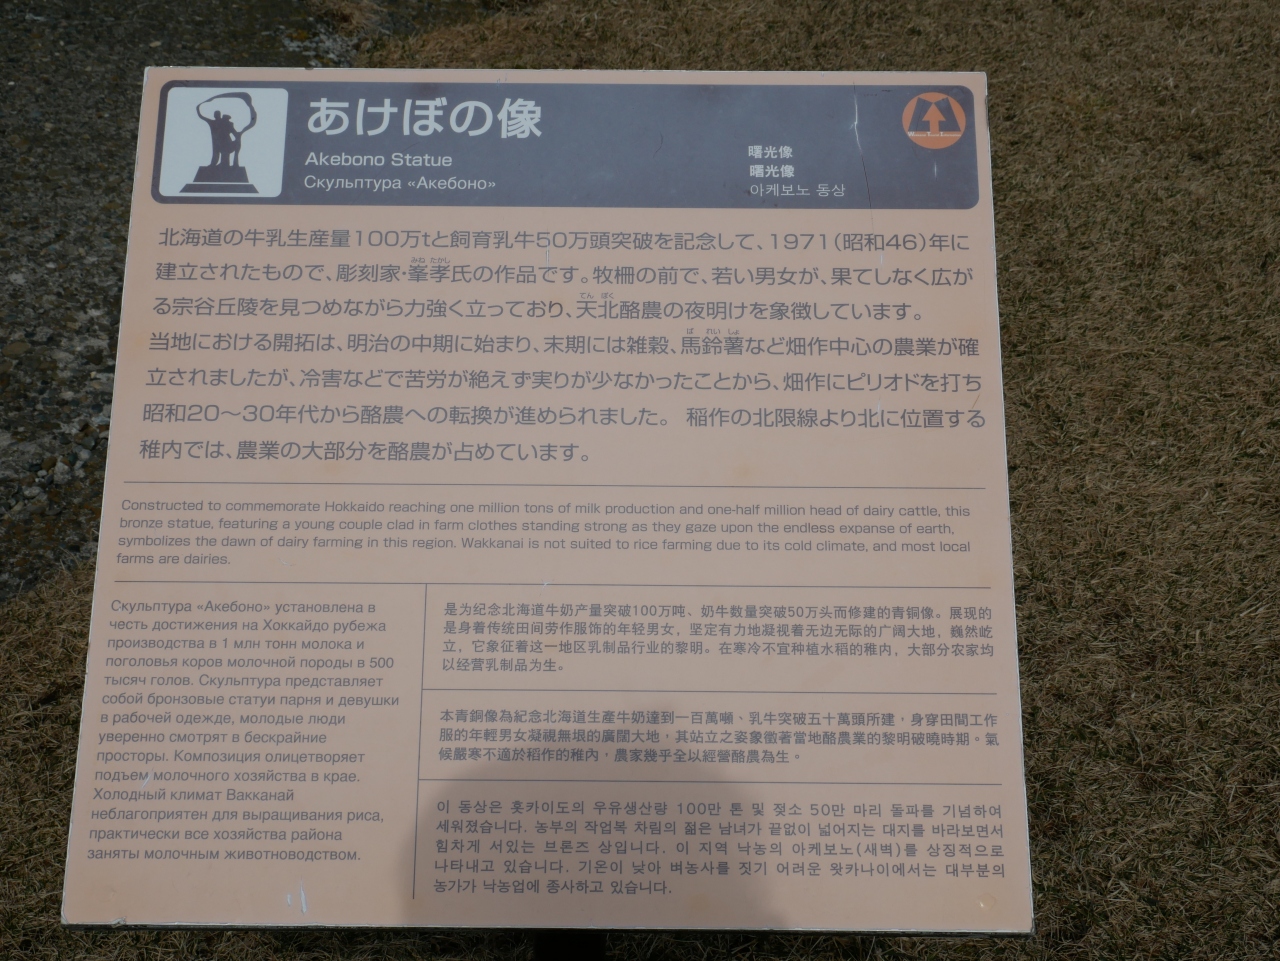 あけぼの像
Akebono Statue
Скульптура «Акебоно»
曙光像
曙光像
아케보노 동상
北海道の牛乳生産量100万tと飼育乳牛50万頭突破を記念して、1971(昭和46)年に
建立されたもので、彫刻家・峯孝氏の作品です。牧柵の前で、若い男女が、果てしなく広が
る宗谷丘陵を見つめながら力強く立っており、天北酪農の夜明けを象徴しています。
当地における開拓は、明治の中期に始まり、末期には雑穀、馬鈴薯など畑作中心の農業が確
立されましたが、冷害などで苦労が絶えず実りが少なかったことから、畑作にピリオドを打ち
昭和20〜30年代から酪農への転換が進められました。 稲作の北限線より北に位置する
稚内では、農業の大部分を酪農が占めています。
Constructed to commemorate Hokkaido reaching one million tons of milk production and one-half million head of dairy cattle, this
bronze statue, featuring a young couple clad in farm clothes standing strong as they gaze upon the endless expanse of earth,
symbolizes the dawn of dairy farming in this region. Wakkanai is not suited to rice farming due to its cold climate, and most local
farms are dairies.
Скульптура «Акебоно» установлена в
честь достижения на Хоккайдо рубежа
производства в 1 млн тонн молока и
поголовья коров молочной породы в 500
тысяч голов. Скульптура представляет
собой бронзовые статуи парня и девушки
в рабочей одежде, молодые люди
уверенно смотрят в бескрайние
просторы. Композиция олицетворяет
подъем молочного хозяйства в крае.
Холодный климат Вакканай
неблагоприятен для выращивания риса,
практически все хозяйства района
заняты молочным животноводством.
是为纪念北海道牛奶产量突破100万吨、奶牛数量突破50万头而修建的青铜像。展现的
是身着传统田间劳作服饰的年轻男女，坚定有力地凝视着无边无际的广阔大地，巍然屹
立，它象征着这一地区乳制品行业的黎明。在寒冷不宜种植水稻的稚内，大部分农家均
以经营乳制品为生。
本青銅像為紀念北海道生產牛奶達到一百萬噸、乳牛突破五十萬頭所建，身穿田間工作
服的年輕男女凝視無垠的廣闊大地，其站立之姿象徵著當地酪農業的黎明破曉時期。氣
候嚴寒不適於稻作的稚內，農家幾乎全以經營酪農為生。
이 동상은 홋카이도의 우유생산량 100만 톤 및 젖소 50만 마리 돌파를 기념하여
세워졌습니다. 농부의 작업복 차림의 젊은 남녀가 끝없이 넓어지는 대지를 바라보면서
힘차게 서있는 브론즈 상입니다. 이 지역 낙농의 아케보노(새벽)를 상징적으로
나타내고 있습니다. 기온이 낮아 벼농사를 짓기 어려운 왓카나이에서는 대부분의
농가가 낙농업에 종사하고 있습니다.